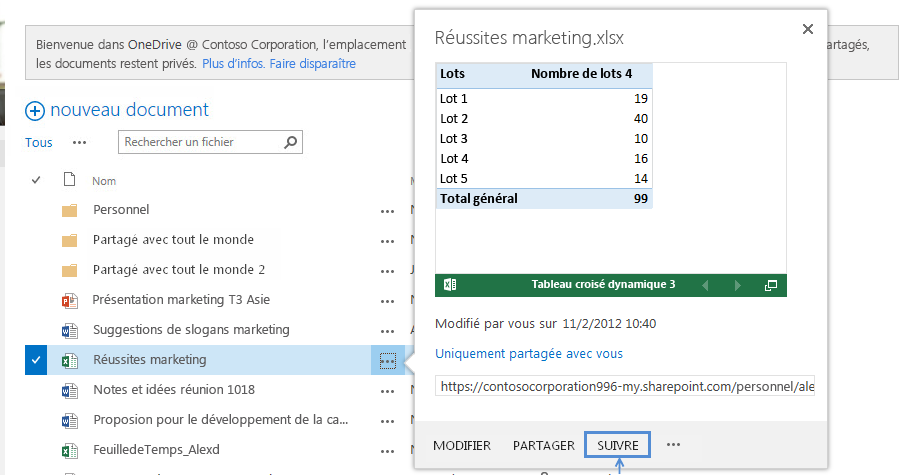 Bienvenue dans OneDrive @ Contoso Corporation, l'emplacement
artagés,
les documents restent privés. Plus d'infos. Faire disparaître
nouveau document
Tous ...
Rechercher un fichier
Nom
Personnel ...
Partagé avec tout le monde ...
Partagé avec tout le monde 2 ...
Présentation marketing T3 Asie ...
Suggestions de slogans marketing ...
Réussites marketing ...
Notes et idées réunion 1018 ...
Proposion pour le développement de la ca... ...
FeuilledeTemps_Alexd ...
Réussites marketing.xlsx
Lots Nombre de lots 4
Lot 1 19
Lot 2 40
Lot 3 10
Lot 4 16
Lot 5 14
Total général 99
Tableau croisé dynamique 3
Modifié par vous sur 11/2/2012 10:40
Uniquement partagée avec vous
https://contosocorporation996-my.sharepoint.com/personnel/ale
MODIFIER PARTAGER SUIVRE ...